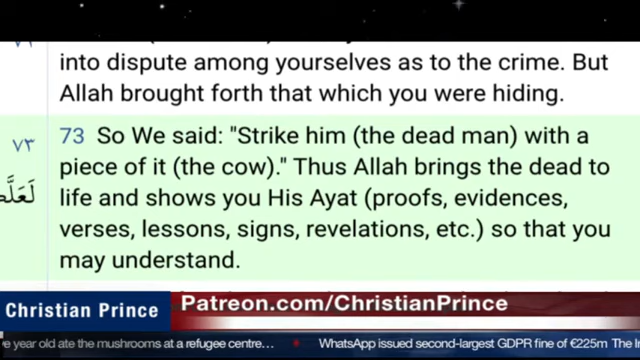 into dispute among yourselves as to the crime. But
Allah brought forth that which you were hiding.
٧٣
73 So We said: "Strike him (the dead man) with a
piece of it (the cow)." Thus Allah brings the dead to
life and shows you His Ayat (proofs, evidences,
verses, lessons, signs, revelations, etc.) so that you
may understand.
Christian Prince
Patreon.com/ChristianPrince
e year old ate the mushrooms at a refugee centre... WhatsApp issued second-largest GDPR fine of €225m The li